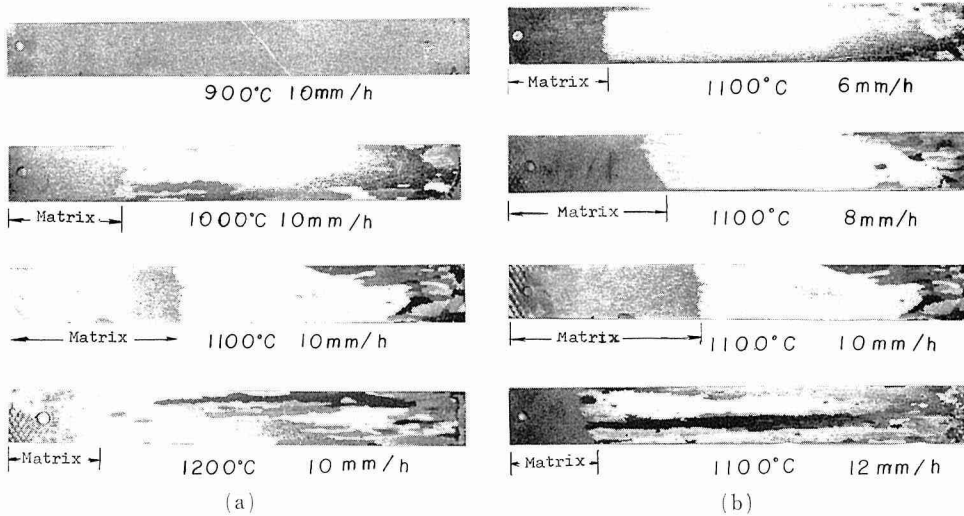 900°C 10mm/h
Matrix 1000°C 10mm/h
Matrix 1100°C 10mm/h
Matrix 1200°C 10mm/h
(a)
Matrix 1100°C 6mm/h
Matrix 1100°C 8mm/h
Matrix 1100°C 10mm/h
Matrix 1100°C 12mm/h
(b)